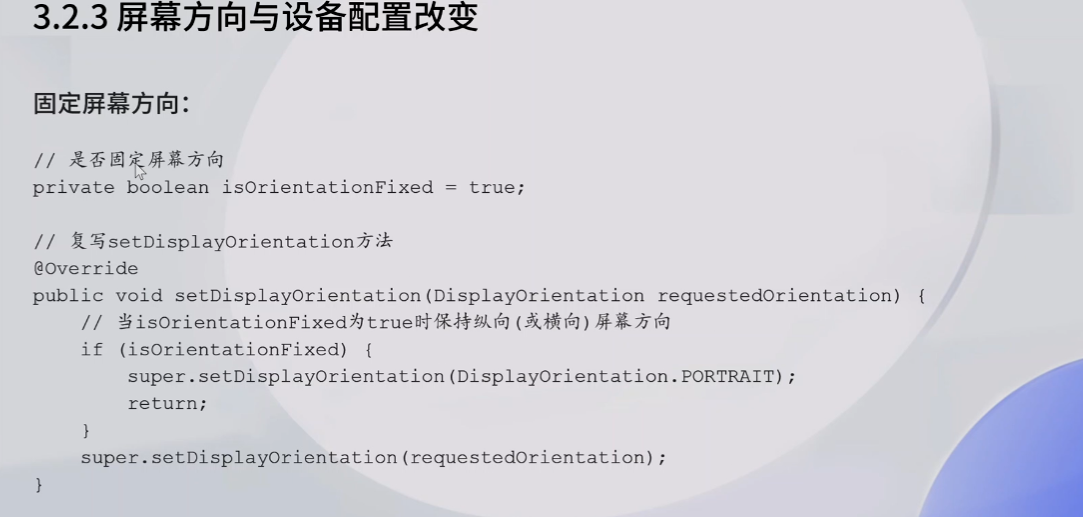 3.2.3 屏幕方向与设备配置改变
固定屏幕方向：
// 是否固定屏幕方向
private boolean isOrientationFixed = true;
// 复写setDisplayOrientation方法
@Override
public void setDisplayOrientation(DisplayOrientation requestedOrientation) {
// 当isOrientationFixed为true时保持纵向(或横向)屏幕方向
if (isOrientationFixed) {
super.setDisplayOrientation(DisplayOrientation.PORTRAIT);
return;
}
super.setDisplayOrientation(requestedOrientation);
}